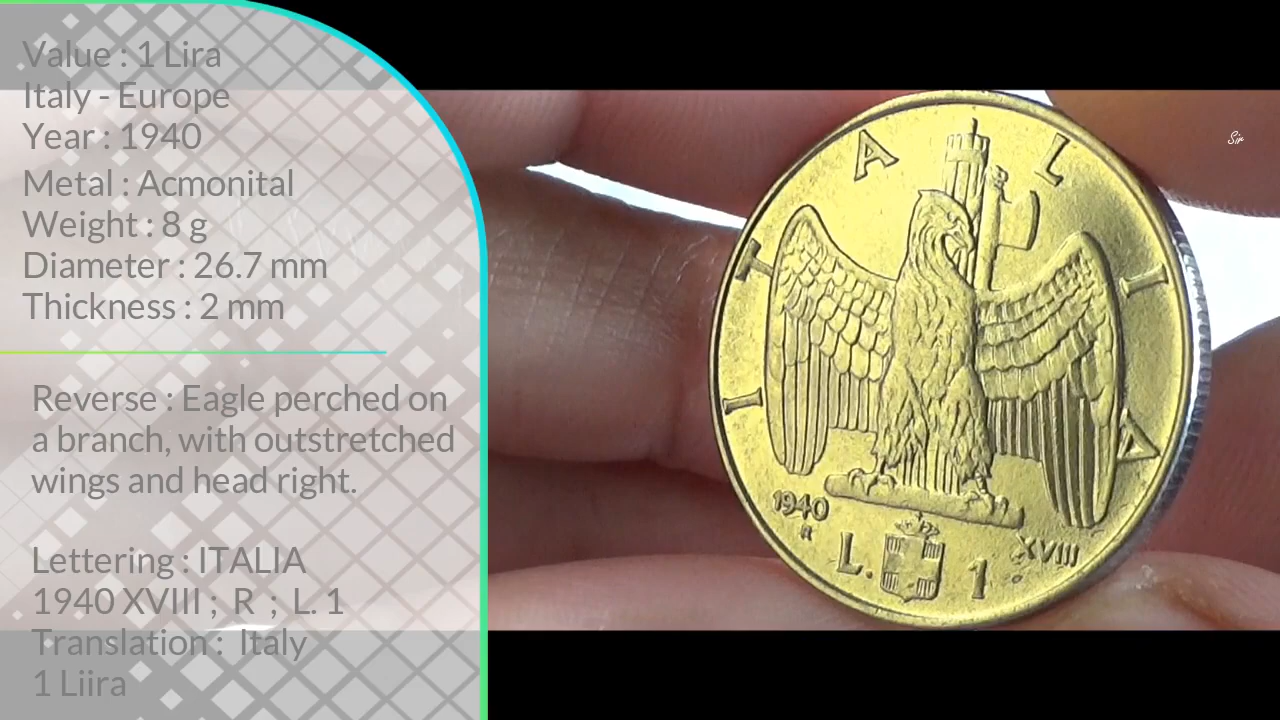 Value : 1 Lira
Italy - Europe
Year : 1940
Metal : Acmonital
Weight : 8 g
Diameter : 26.7 mm
Thickness : 2 mm
Reverse : Eagle perched on
a branch, with outstretched
wings and head right.
Lettering : ITALIA
1940 XVIII ; R ; L. 1
Translation : Italy
1 Liira
Sir
ITALIA
1940
R
XVIII
L. 1